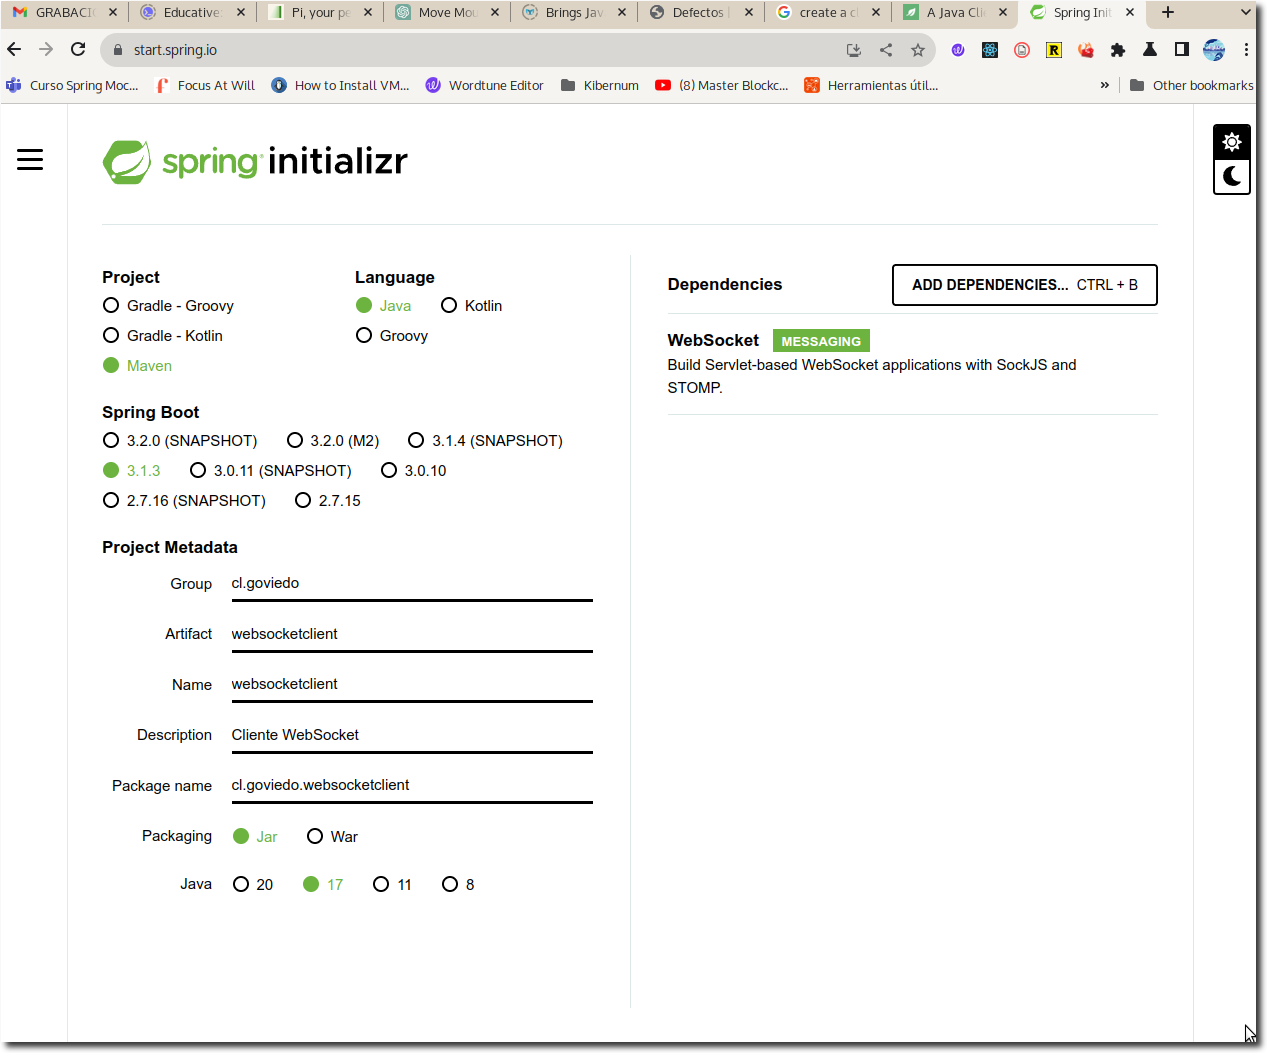 GRABACI
Educative
Pi, your pe
Move Mou
Brings Jav
Defectos |
create a cl
A Java Clie
Spring Init
start.spring.io
Curso Spring Moc...
Focus At Will
How to Install VM...
Wordtune Editor
Kibernum
(8) Master Blockc...
Herramientas útil...
»
Other bookmarks
spring initializr
Project
Gradle - Groovy
Gradle - Kotlin
Maven
Language
Java
Kotlin
Groovy
Spring Boot
3.2.0 (SNAPSHOT) 3.2.0 (M2) 3.1.4 (SNAPSHOT)
3.1.3 3.0.11 (SNAPSHOT) 3.0.10
2.7.16 (SNAPSHOT) 2.7.15
Project Metadata
Group cl.goviedo
Artifact websocketclient
Name websocketclient
Description Cliente WebSocket
Package name cl.goviedo.websocketclient
Packaging Jar War
Java 20 17 11 8
Dependencies
ADD DEPENDENCIES... CTRL + B
WebSocket MESSAGING
Build Servlet-based WebSocket applications with SockJS and
STOMP.